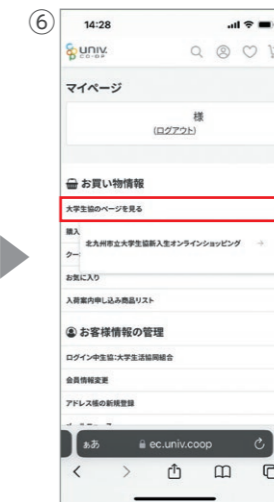 ⑥
14:28
univ.
CO-OP
マイページ
様
(ログアウト)
お買い物情報
大学生協のページを見る
購入
北九州市立大学生協新入生オンラインショッピング →
クー
お気に入り
入荷案内申し込み商品リスト
お客様情報の管理
ログイン中生協:大学生活協同組合
会員情報変更
アドレス帳の新規登録
ぁあ ec.univ.coop